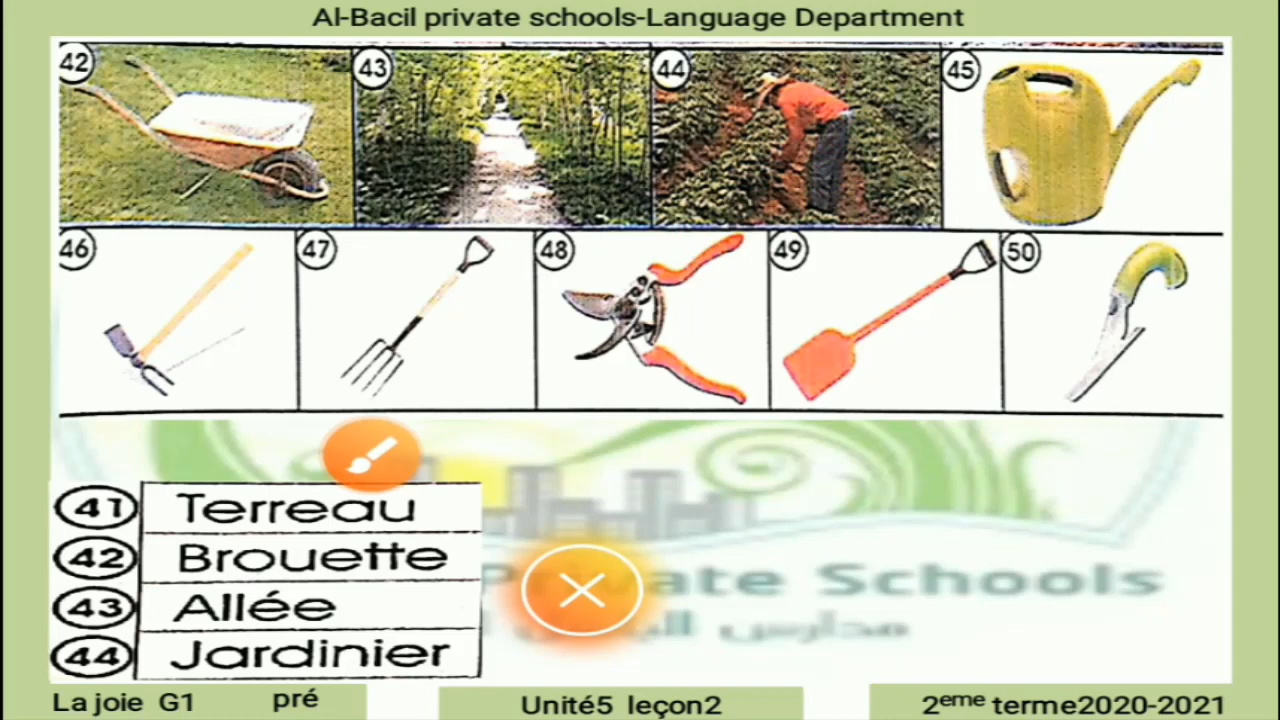 Al-Bacil private schools-Language Department
42 43 44 45
46 47 48 49 50
41 Terreau
42 Brouette
43 Allée
44 Jardinier
Private Schools
مدارس
La joie G1 pré Unité5 leçon2 2eme terme2020-2021